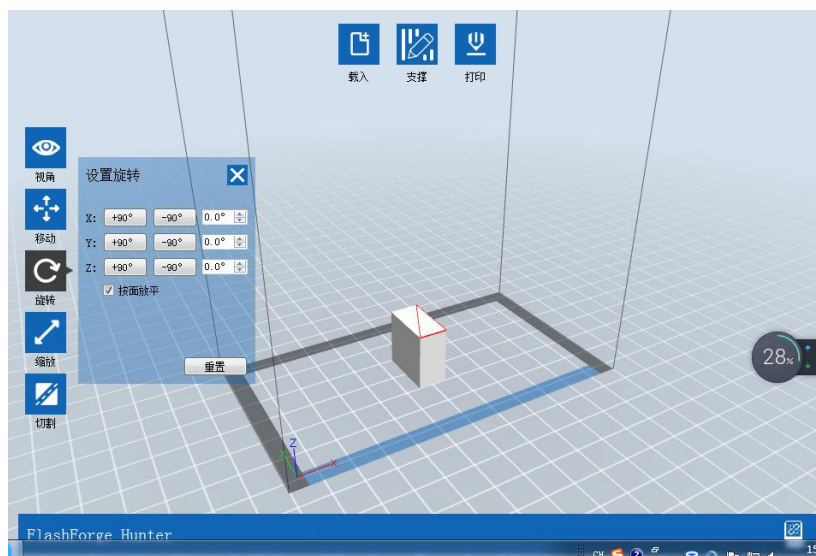 载入 支撑 打印
视角
移动
旋转
缩放
切割
设置旋转
X: +90° -90° 0.0°
Y: +90° -90° 0.0°
Z: +90° -90° 0.0°
按面放平
重置
28%
Z
X
FlashForge Hunter
CH